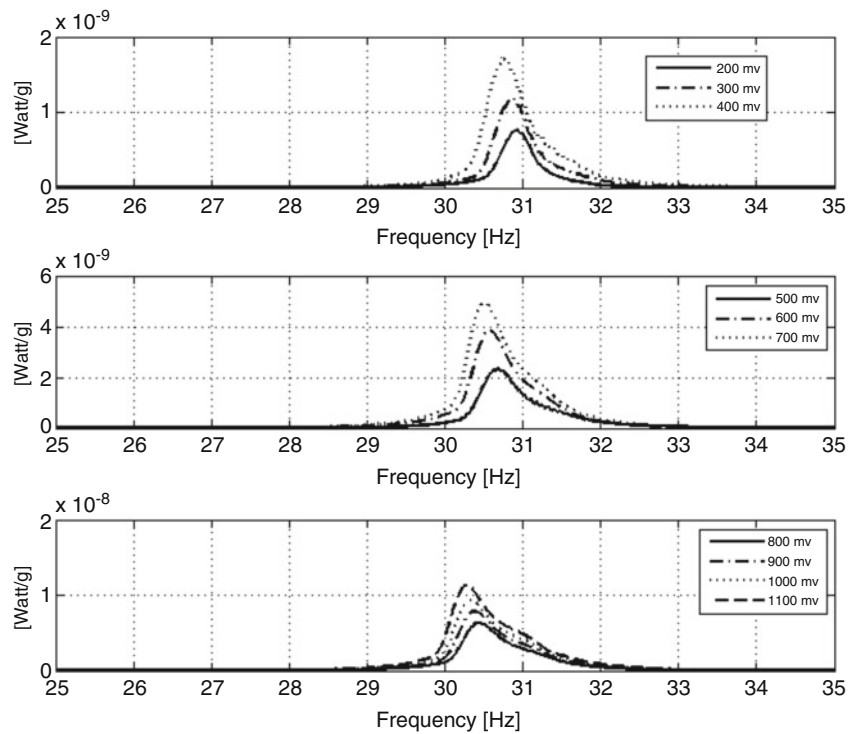 x 10-9
2
1
0
[Watt/g]
200 mv
300 mv
400 mv
25 26 27 28 29 30 31 32 33 34 35
Frequency [Hz]
x 10-9
6
4
2
0
[Watt/g]
500 mv
600 mv
700 mv
25 26 27 28 29 30 31 32 33 34 35
Frequency [Hz]
x 10-8
2
1
0
[Watt/g]
800 mv
900 mv
1000 mv
1100 mv
25 26 27 28 29 30 31 32 33 34 35
Frequency [Hz]